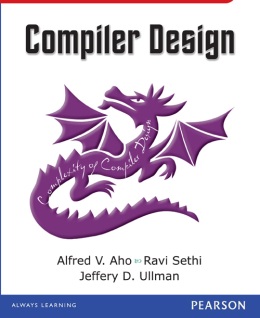 Compiler Design
Complexity of Compiler Design
Alfred V. Aho Ravi Sethi
Jeffery D. Ullman
ALWAYS LEARNING
PEARSON